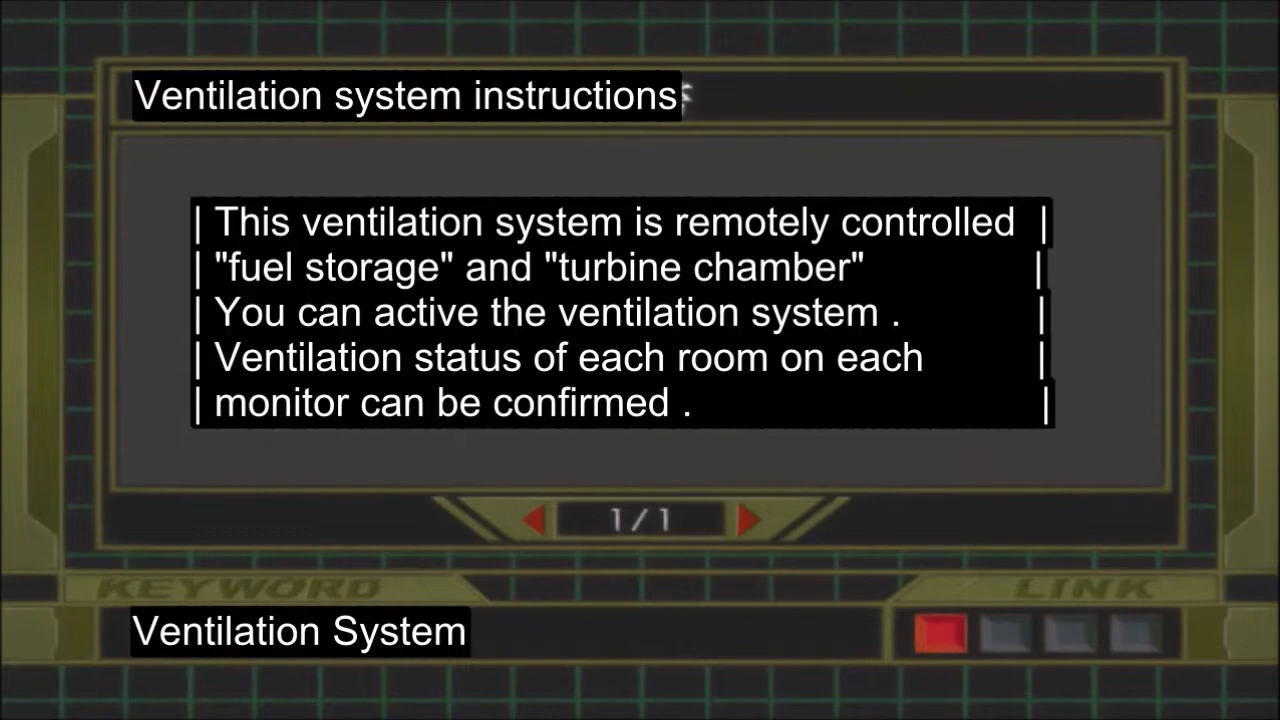 Ventilation system instructions
| This ventilation system is remotely controlled |
| "fuel storage" and "turbine chamber" |
| You can active the ventilation system . |
| Ventilation status of each room on each |
| monitor can be confirmed . |
1/1
KEYWORD
LINK
Ventilation System